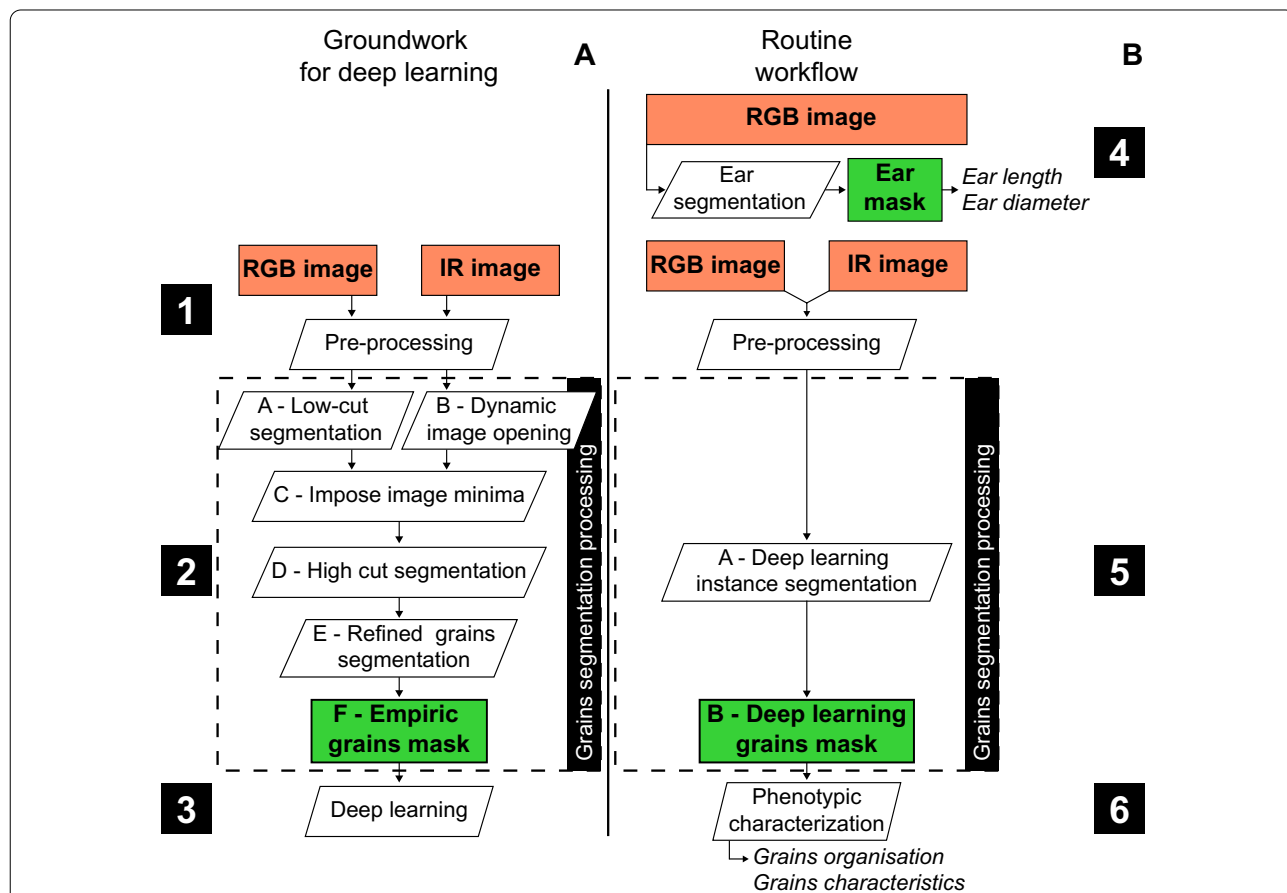 Groundwork
for deep learning
A
Routine
workflow
B
RGB image
4
Ear
segmentation
Ear
mask
Ear length
Ear diameter
RGB image
IR image
RGB image
IR image
1
Pre-processing
Pre-processing
A - Low-cut
segmentation
B - Dynamic
image opening
C - Impose image minima
2
D - High cut segmentation
E - Refined grains
segmentation
F - Empiric
grains mask
Grains segmentation processing
A - Deep learning
instance segmentation
5
B - Deep learning
grains mask
Grains segmentation processing
3
Deep learning
Phenotypic
characterization
6
Grains organisation
Grains characteristics